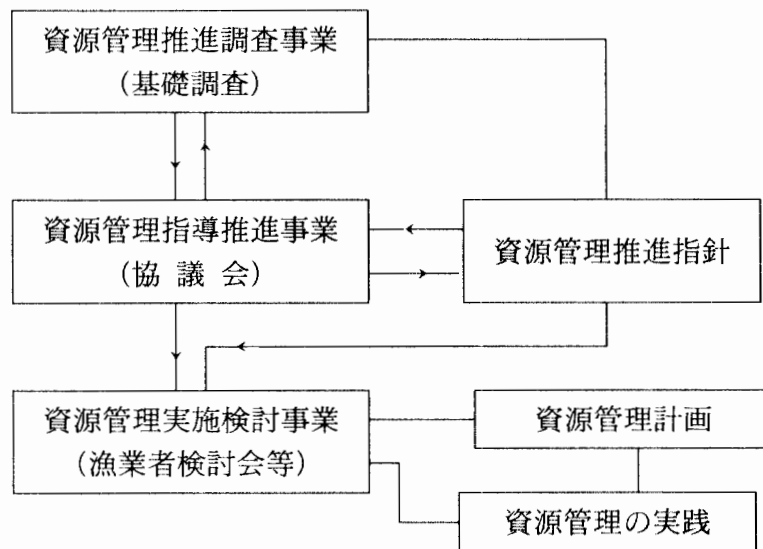 資源管理推進調査事業
（基礎調査）
資源管理指導推進事業
（協 議 会）
資源管理推進指針
資源管理実施検討事業
（漁業者検討会等）
資源管理計画
資源管理の実践